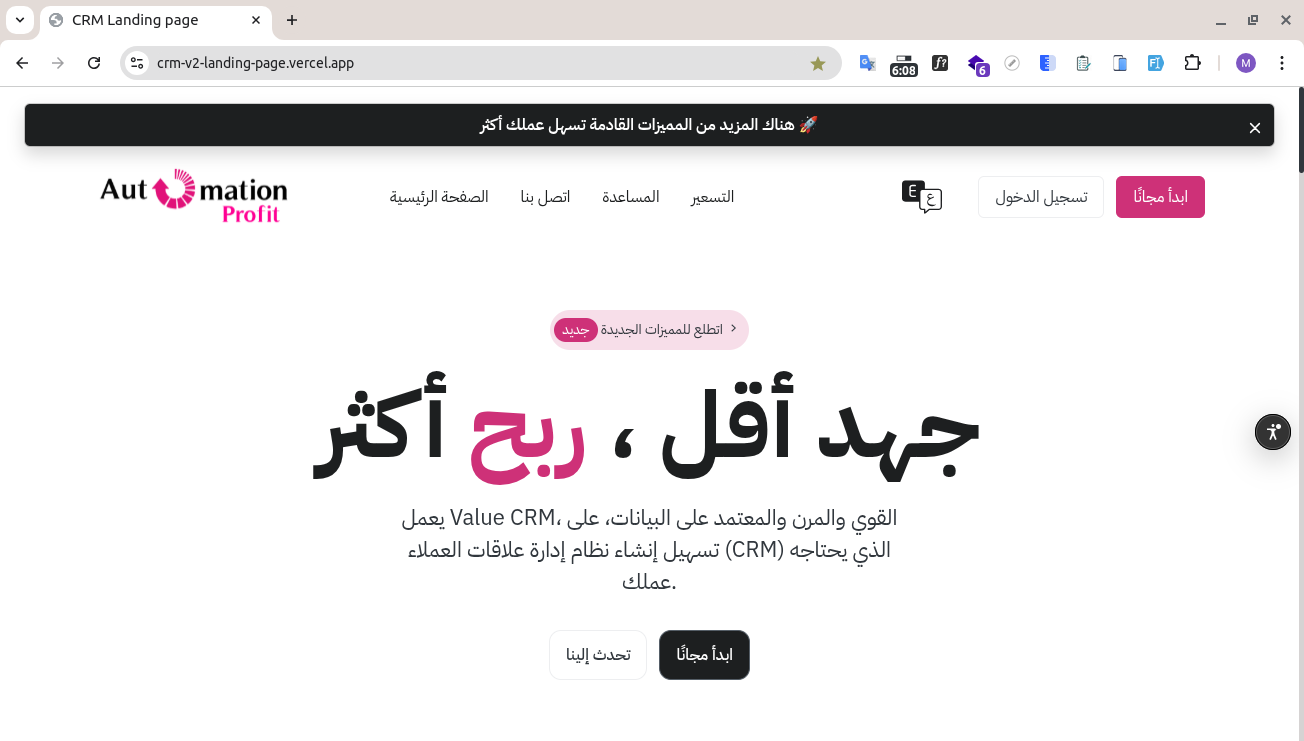 CRM Landing page
crm-v2-landing-page.vercel.app
6:08
f?
6
F
M
🚀 هناك المزيد من المميزات القادمة تسهل عملك أكثر
Automation
Profit
الصفحة الرئيسية
اتصل بنا
المساعدة
التسعير
E ع
تسجيل الدخول
ابدأ مجانًا
جديد
اتطلع للمميزات الجديدة
جهد أقل ، ربح أكثر
يعمل Value CRM، القوي والمرن والمعتمد على البيانات، على
تسهيل إنشاء نظام إدارة علاقات العملاء (CRM) الذي يحتاجه
عملك.
تحدث إلينا
ابدأ مجانًا